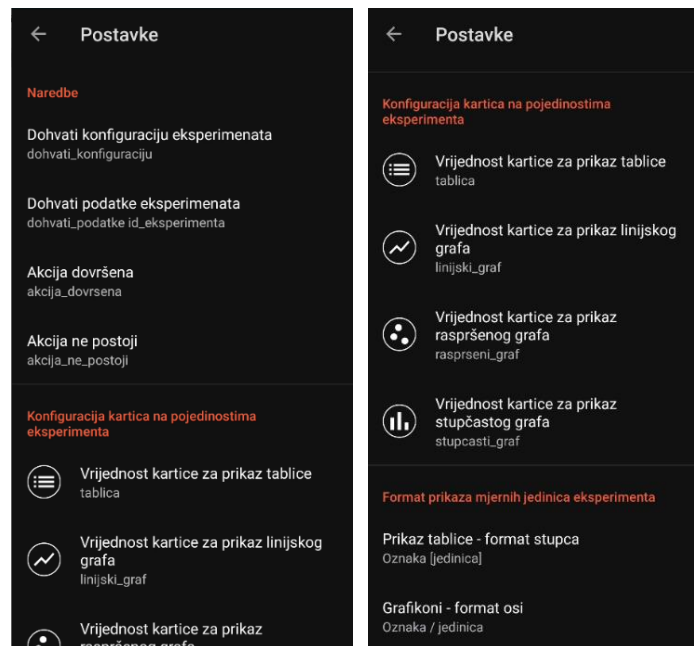 Postavke
Naredbe
Dohvati konfiguraciju eksperimenata
dohvati_konfiguraciju
Dohvati podatke eksperimenata
dohvati_podatke id_eksperimenta
Akcija dovršena
akcija_dovrsena
Akcija ne postoji
akcija_ne_postoji
Konfiguracija kartica na pojedinostima
eksperimenta
Vrijednost kartice za prikaz tablice
tablica
Vrijednost kartice za prikaz linijskog
grafa
linijski_graf
Vrijednost kartice za prikaz
raspršenog grafa
Postavke
Konfiguracija kartica na pojedinostima
eksperimenta
Vrijednost kartice za prikaz tablice
tablica
Vrijednost kartice za prikaz linijskog
grafa
linijski_graf
Vrijednost kartice za prikaz
raspršenog grafa
rasprseni_graf
Vrijednost kartice za prikaz
stupčastog grafa
stupcasti_graf
Format prikaza mjernih jedinica eksperimenta
Prikaz tablice - format stupca
Oznaka [jedinica]
Grafikoni - format osi
Oznaka / jedinica